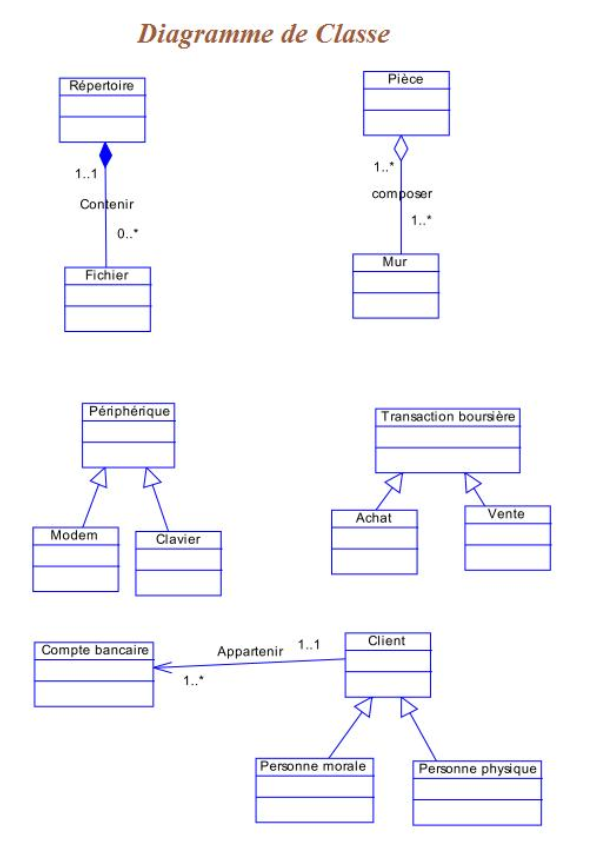 Diagramme de Classe
Répertoire
1..1
Contenir
0..*
Fichier
Pièce
1..*
composer
1..*
Mur
Périphérique
Modem
Clavier
Transaction boursière
Achat
Vente
Compte bancaire
Appartenir
1..1
1..*
Client
Personne morale
Personne physique